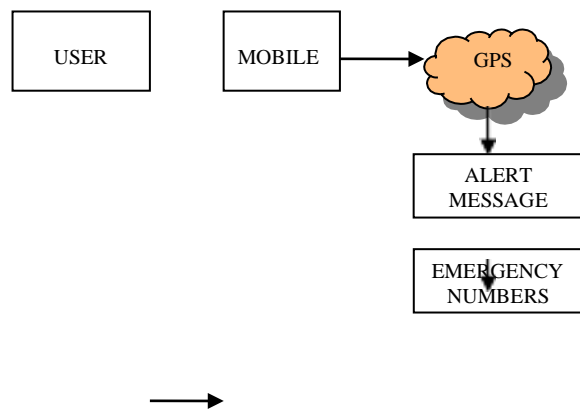 USER
MOBILE
GPS
ALERT
MESSAGE
EMERGENCY
NUMBERS